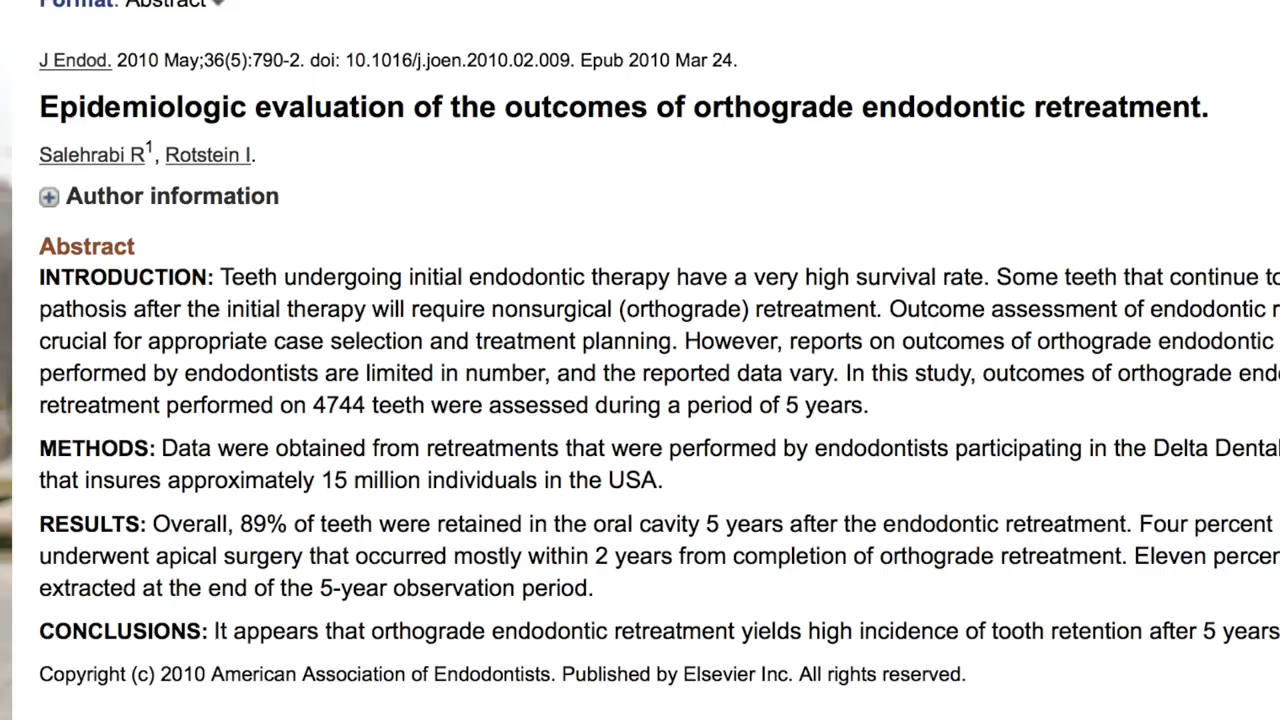 Format: Abstract
J Endod. 2010 May;36(5):790-2. doi: 10.1016/j.joen.2010.02.009. Epub 2010 Mar 24.
Epidemiologic evaluation of the outcomes of orthograde endodontic retreatment.
Salehrabi R1, Rotstein I.
Author information
Abstract
INTRODUCTION: Teeth undergoing initial endodontic therapy have a very high survival rate. Some teeth that continue
pathosis after the initial therapy will require nonsurgical (orthograde) retreatment. Outcome assessment of endodontic
crucial for appropriate case selection and treatment planning. However, reports on outcomes of orthograde endodontic
performed by endodontists are limited in number, and the reported data vary. In this study, outcomes of orthograde
retreatment performed on 4744 teeth were assessed during a period of 5 years.
METHODS: Data were obtained from retreatments that were performed by endodontists participating in the Delta
that insures approximately 15 million individuals in the USA.
RESULTS: Overall, 89% of teeth were retained in the oral cavity 5 years after the endodontic retreatment. Four percent
underwent apical surgery that occurred mostly within 2 years from completion of orthograde retreatment. Eleven
extracted at the end of the 5-year observation period.
CONCLUSIONS: It appears that orthograde endodontic retreatment yields high incidence of tooth retention after 5 years
Copyright (c) 2010 American Association of Endodontists. Published by Elsevier Inc. All rights reserved.